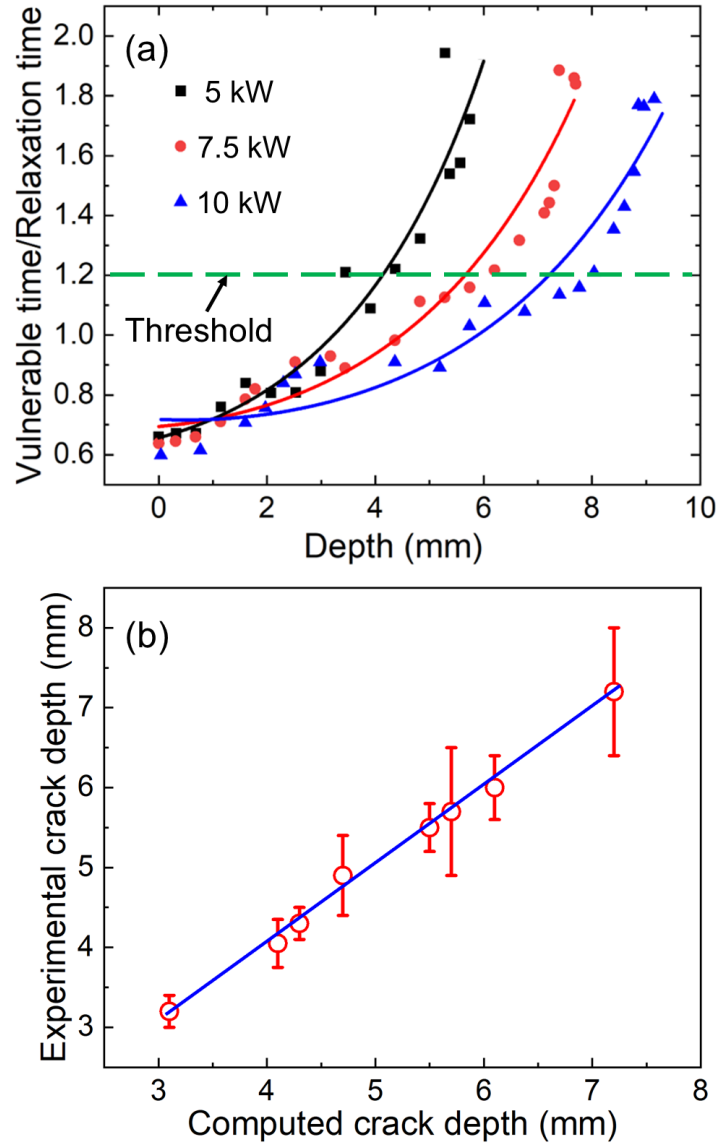 (a)
5 kW
7.5 kW
10 kW
Threshold
Vulnerable time/Relaxation time
2.0
1.8
1.6
1.4
1.2
1.0
0.8
0.6
0 2 4 6 8 10
Depth (mm)
(b)
Experimental crack depth (mm)
8
7
6
5
4
3
3 4 5 6 7 8
Computed crack depth (mm)